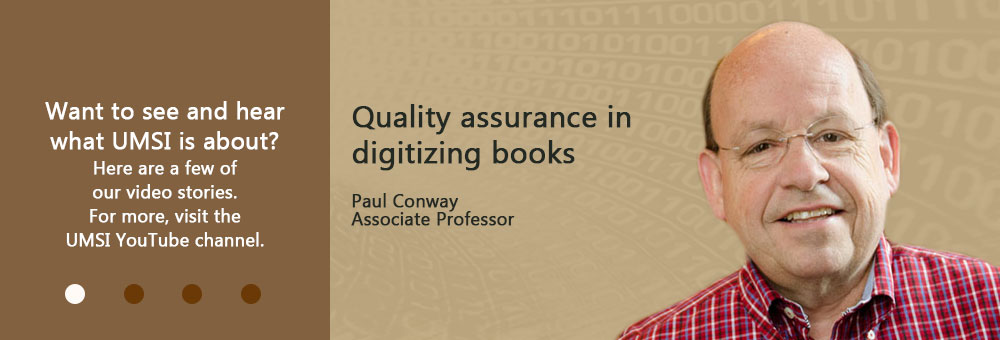 Want to see and hear
what UMSI is about?
Here are a few of
our video stories.
For more, visit the
UMSI YouTube channel.
Quality assurance in
digitizing books
Paul Conway
Associate Professor